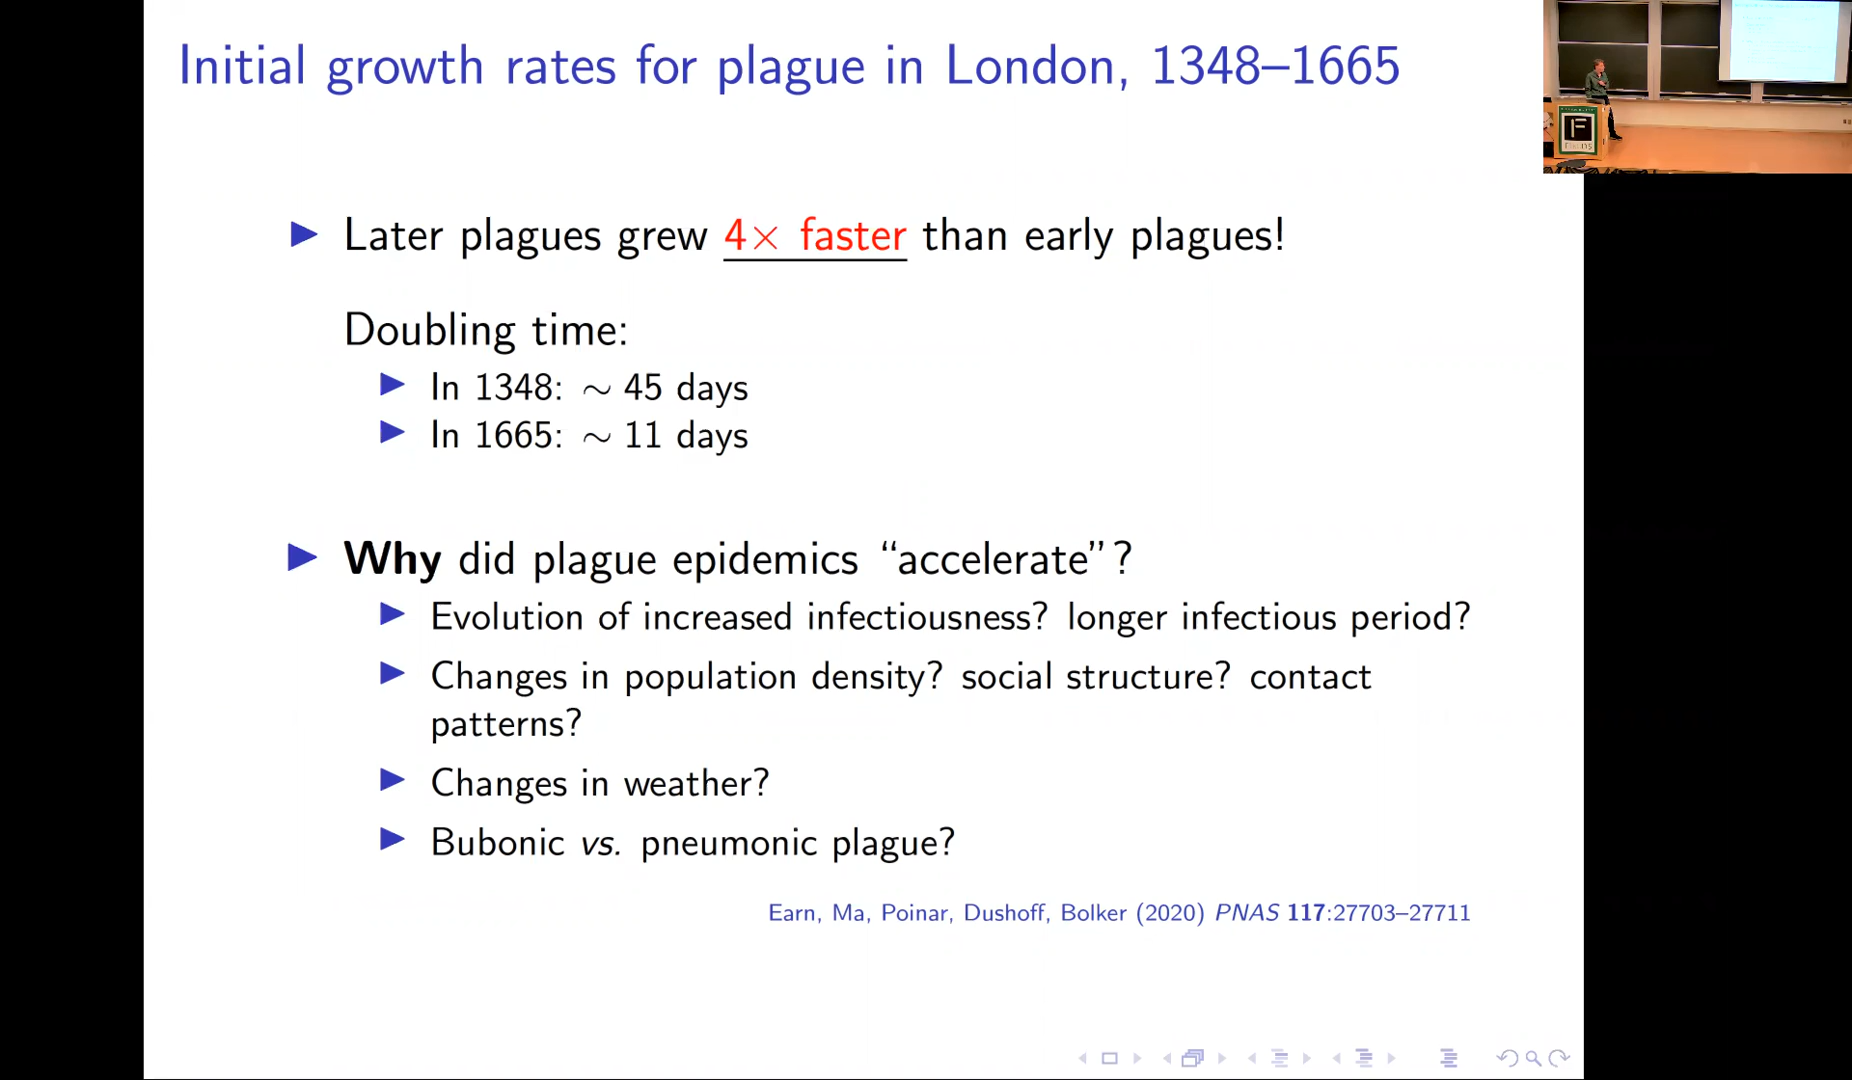 Initial growth rates for plague in London, 1348–1665
Later plagues grew 4× faster than early plagues!
Doubling time:
In 1348: ∼ 45 days
In 1665: ∼ 11 days
Why did plague epidemics “accelerate”?
Evolution of increased infectiousness? longer infectious period?
Changes in population density? social structure? contact
patterns?
Changes in weather?
Bubonic vs. pneumonic plague?
Earn, Ma, Poinar, Dushoff, Bolker (2020) PNAS 117:27703–27711
F